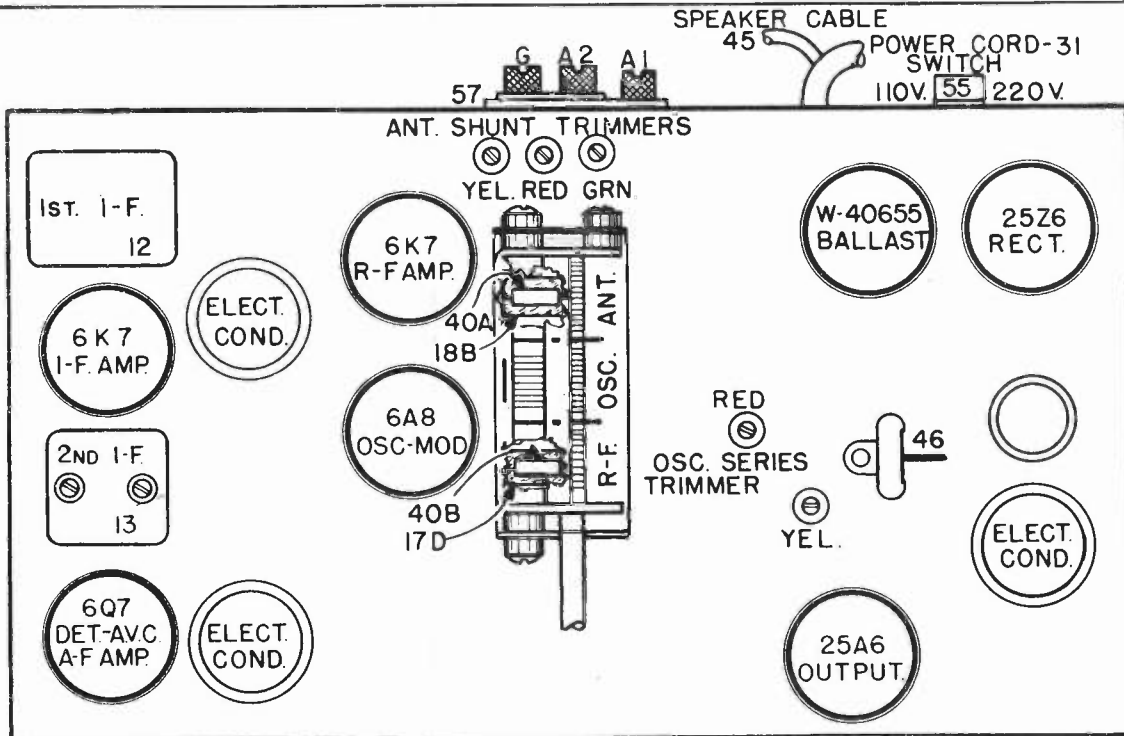 SPEAKER CABLE
45
POWER CORD-31
SWITCH
110V. 55 220V.
G A2 A1
57
ANT. SHUNT TRIMMERS
YEL. RED GRN.
1ST. I-F.
12
6K7
R-F AMP.
W-40655
BALLAST
25Z6
RECT.
ELECT.
COND.
6K7
I-F. AMP.
40A
18B
R-F. OSC. ANT.
6A8
OSC-MOD
RED
OSC. SERIES
TRIMMER
46
YEL.
2ND I-F.
13
40B
17D
ELECT.
COND.
6Q7
DET.-A.V.C.
A-F AMP.
ELECT.
COND.
25A6
OUTPUT.